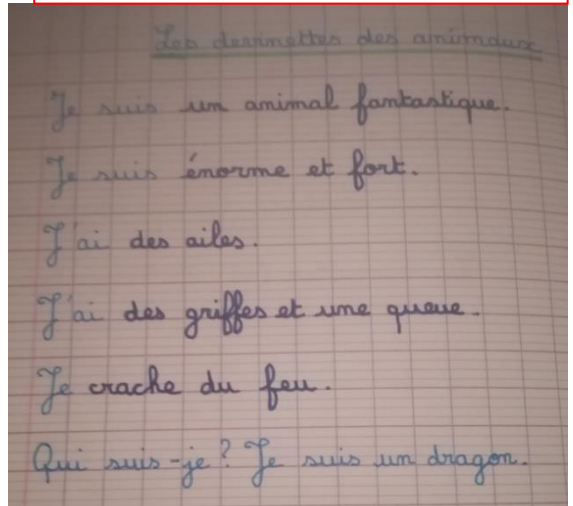 Les devinettes des animaux
Je suis un animal fantastique.
Je suis énorme et fort.
J'ai des ailes.
J'ai des griffes et une queue.
Je crache du feu.
Qui suis-je ? Je suis un dragon.